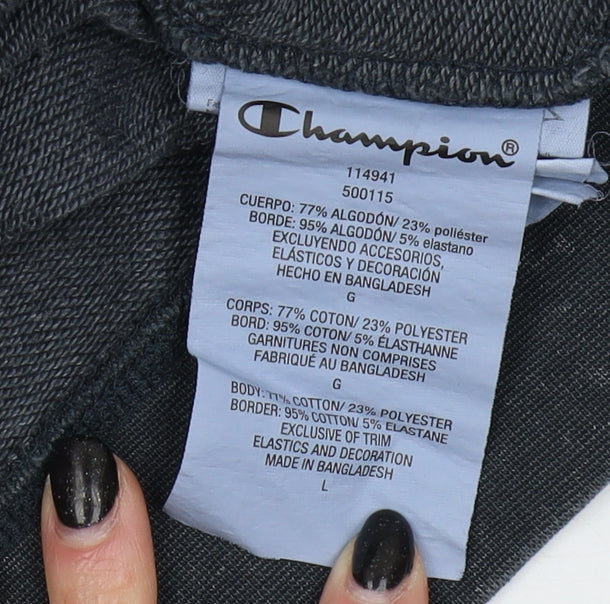 Champion®
114941
500115
CUERPO: 77% ALGODÓN/ 23% poliéster
BORDE: 95% ALGODÓN/ 5% elastano
EXCLUYENDO ACCESORIOS,
ELÁSTICOS Y DECORACIÓN
HECHO EN BANGLADESH
G
CORPS: 77% COTON/ 23% POLYESTER
BORD: 95% COTON/ 5% ÉLASTHANNE
GARNITURES NON COMPRISES
FABRIQUÉ AU BANGLADESH
G
BODY: 77% COTTON/ 23% POLYESTER
BORDER: 95% COTTON/ 5% ELASTANE
EXCLUSIVE OF TRIM
ELASTICS AND DECORATION
MADE IN BANGLADESH
L